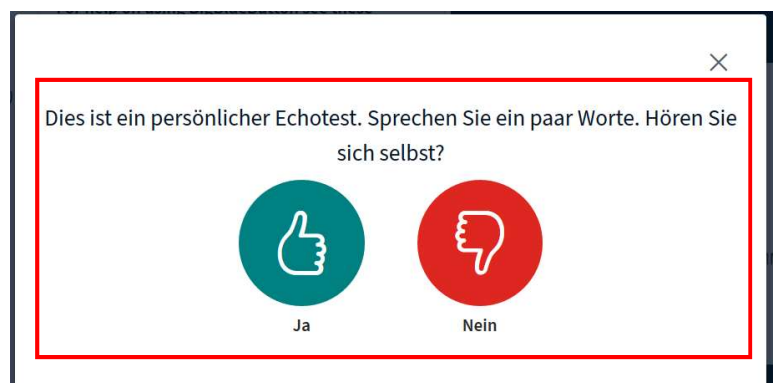 Dies ist ein persönlicher Echotest. Sprechen Sie ein paar Worte. Hören Sie
sich selbst?
Ja
Nein